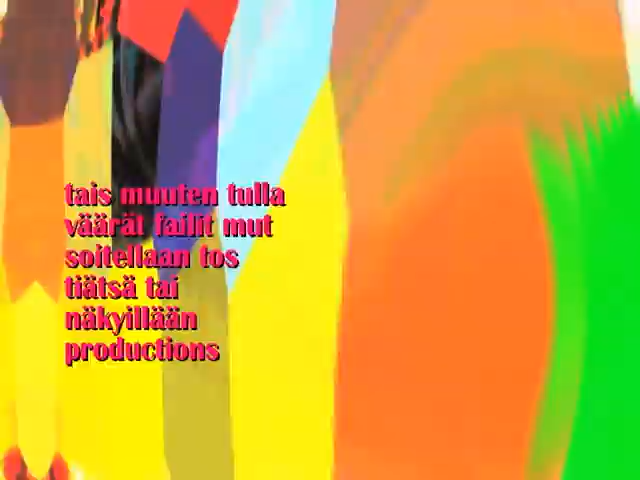 tais muuten tulla
väärät failit mut
soitellaan tos
tiätsä tai
näkyillään
productions